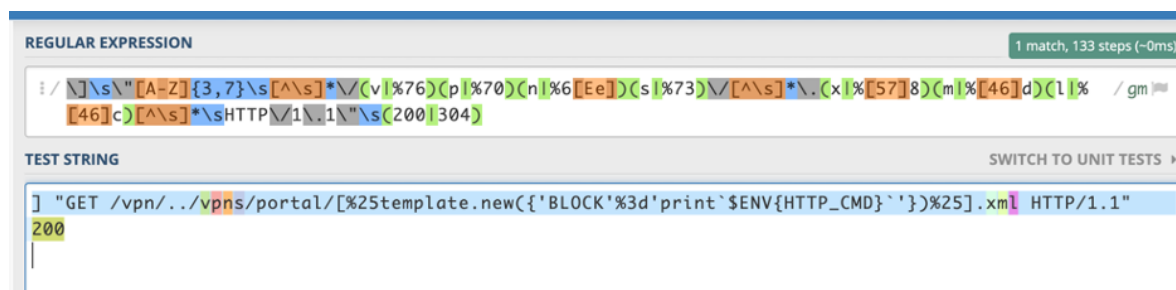 REGULAR EXPRESSION
1 match, 133 steps (~0ms)
/ \]\s\"[A-Z]{3,7}\s[^\s]*\/(v|%76)(p|%70)(n|%6[Ee])(s|%73)\/[^\s]*\.(x|%[57]8)(m|%[46]d)(l|% / gm
[46]c)[^\s]*\sHTTP\/1\.1\"\s(200|304)
TEST STRING
SWITCH TO UNIT TESTS
] "GET /vpn/../vpns/portal/[%25template.new({'BLOCK'%3d'print`$ENV{HTTP_CMD}`'})%25].xml HTTP/1.1"
200